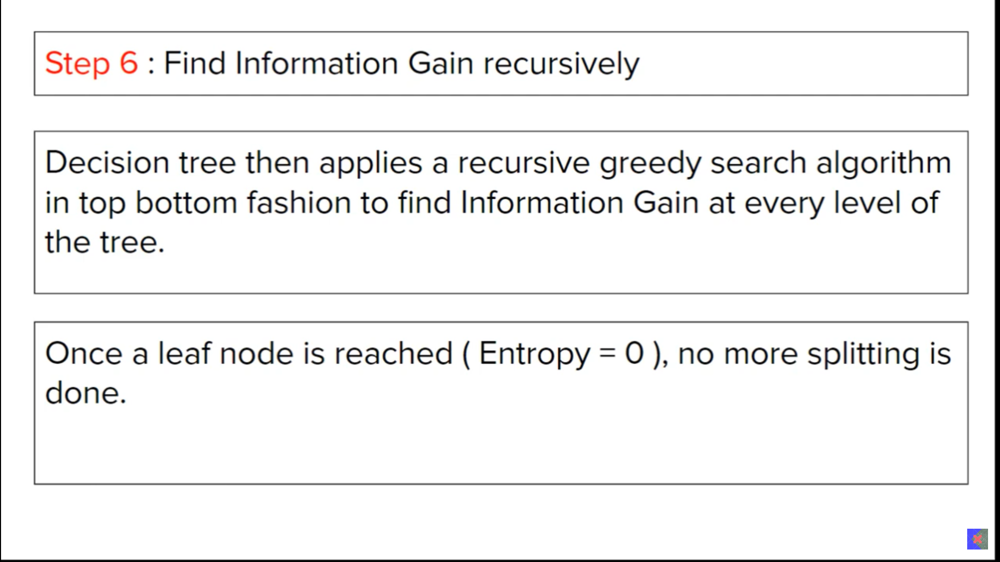 Step 6 : Find Information Gain recursively
Decision tree then applies a recursive greedy search algorithm
in top bottom fashion to find Information Gain at every level of
the tree.
Once a leaf node is reached ( Entropy = 0 ), no more splitting is
done.